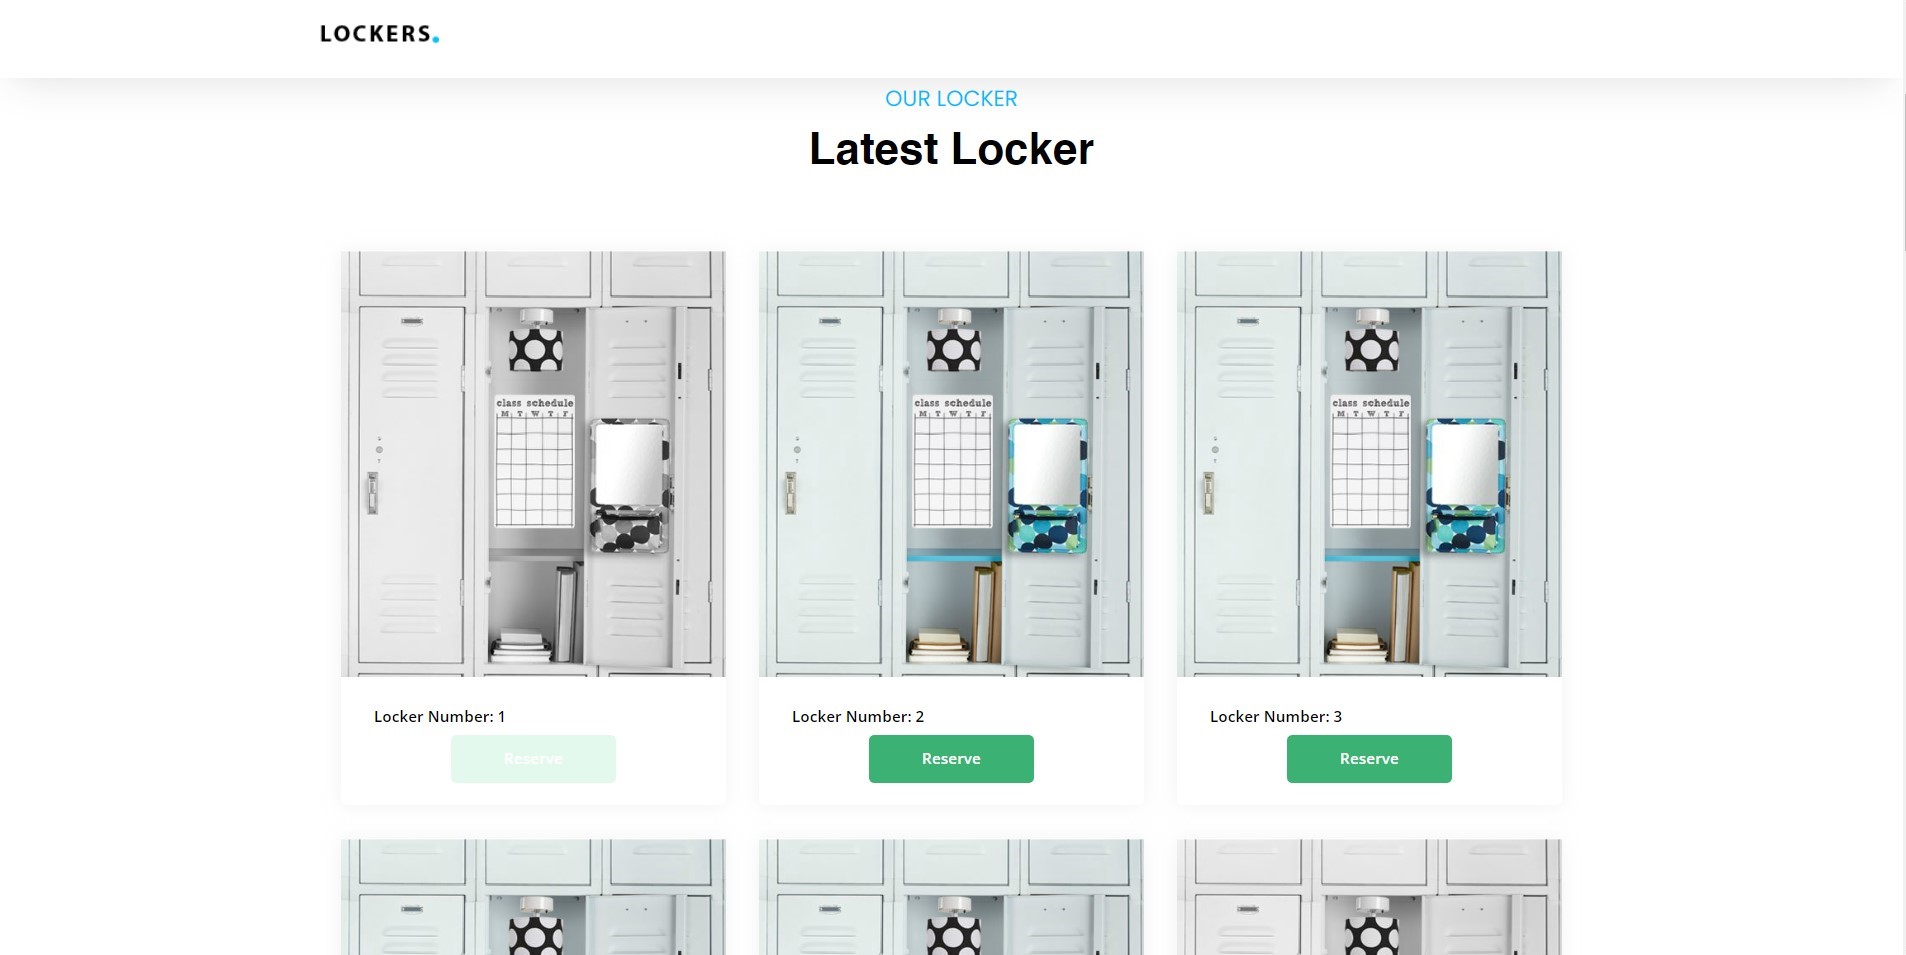 LOCKERS.
OUR LOCKER
Latest Locker
class schedule
M T W T F
class schedule
M T W T F
class schedule
M T W T F
Locker Number: 1
Locker Number: 2
Locker Number: 3
Reserve
Reserve
Reserve